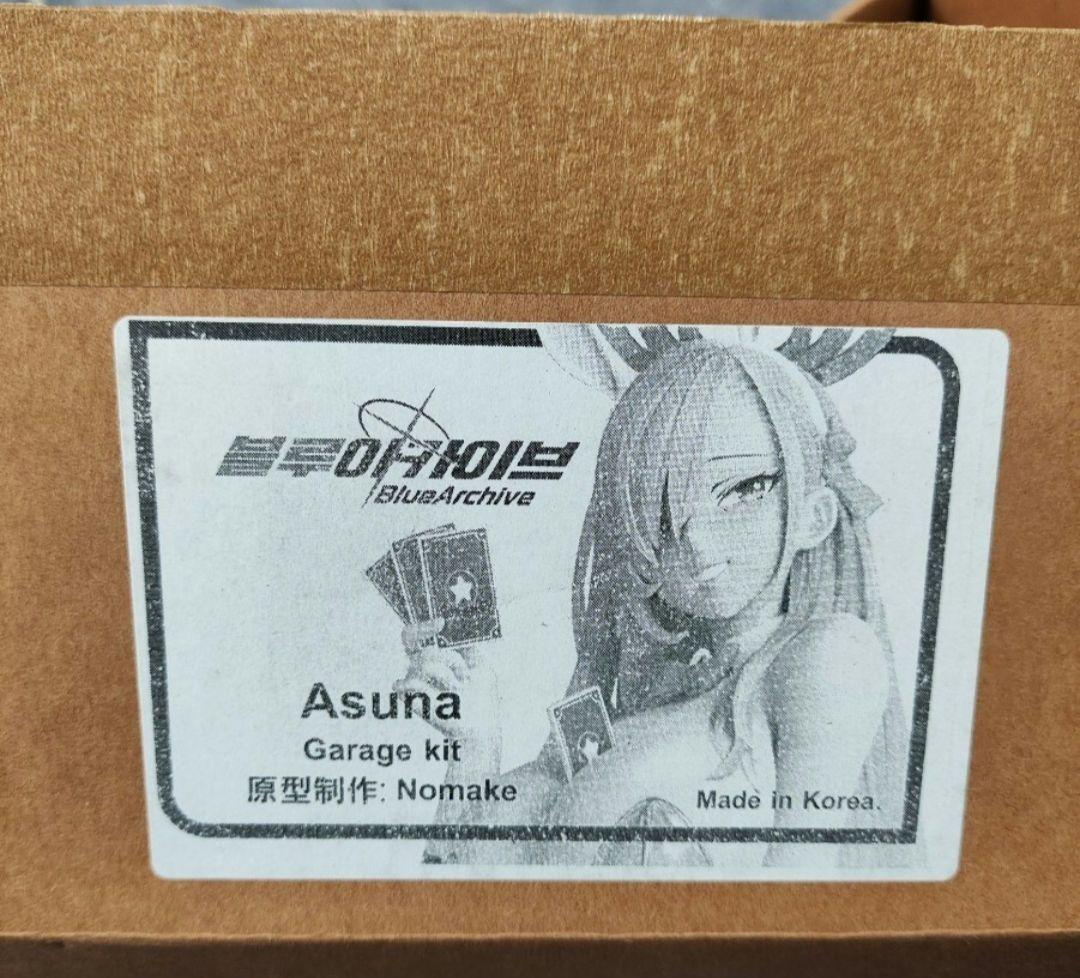 블루 아카이브
BlueArchive
Asuna
Garage kit
原型制作: Nomake
Made in Korea.